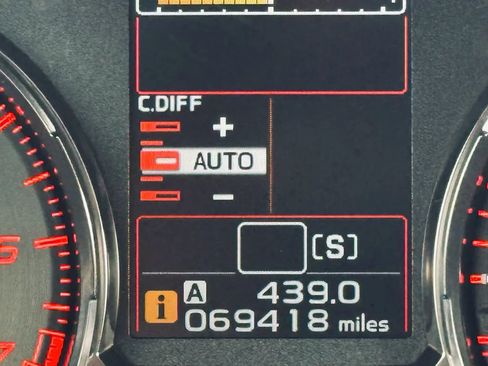 C.DIFF
+
AUTO
-
[S]
i A 439.0
069418 miles